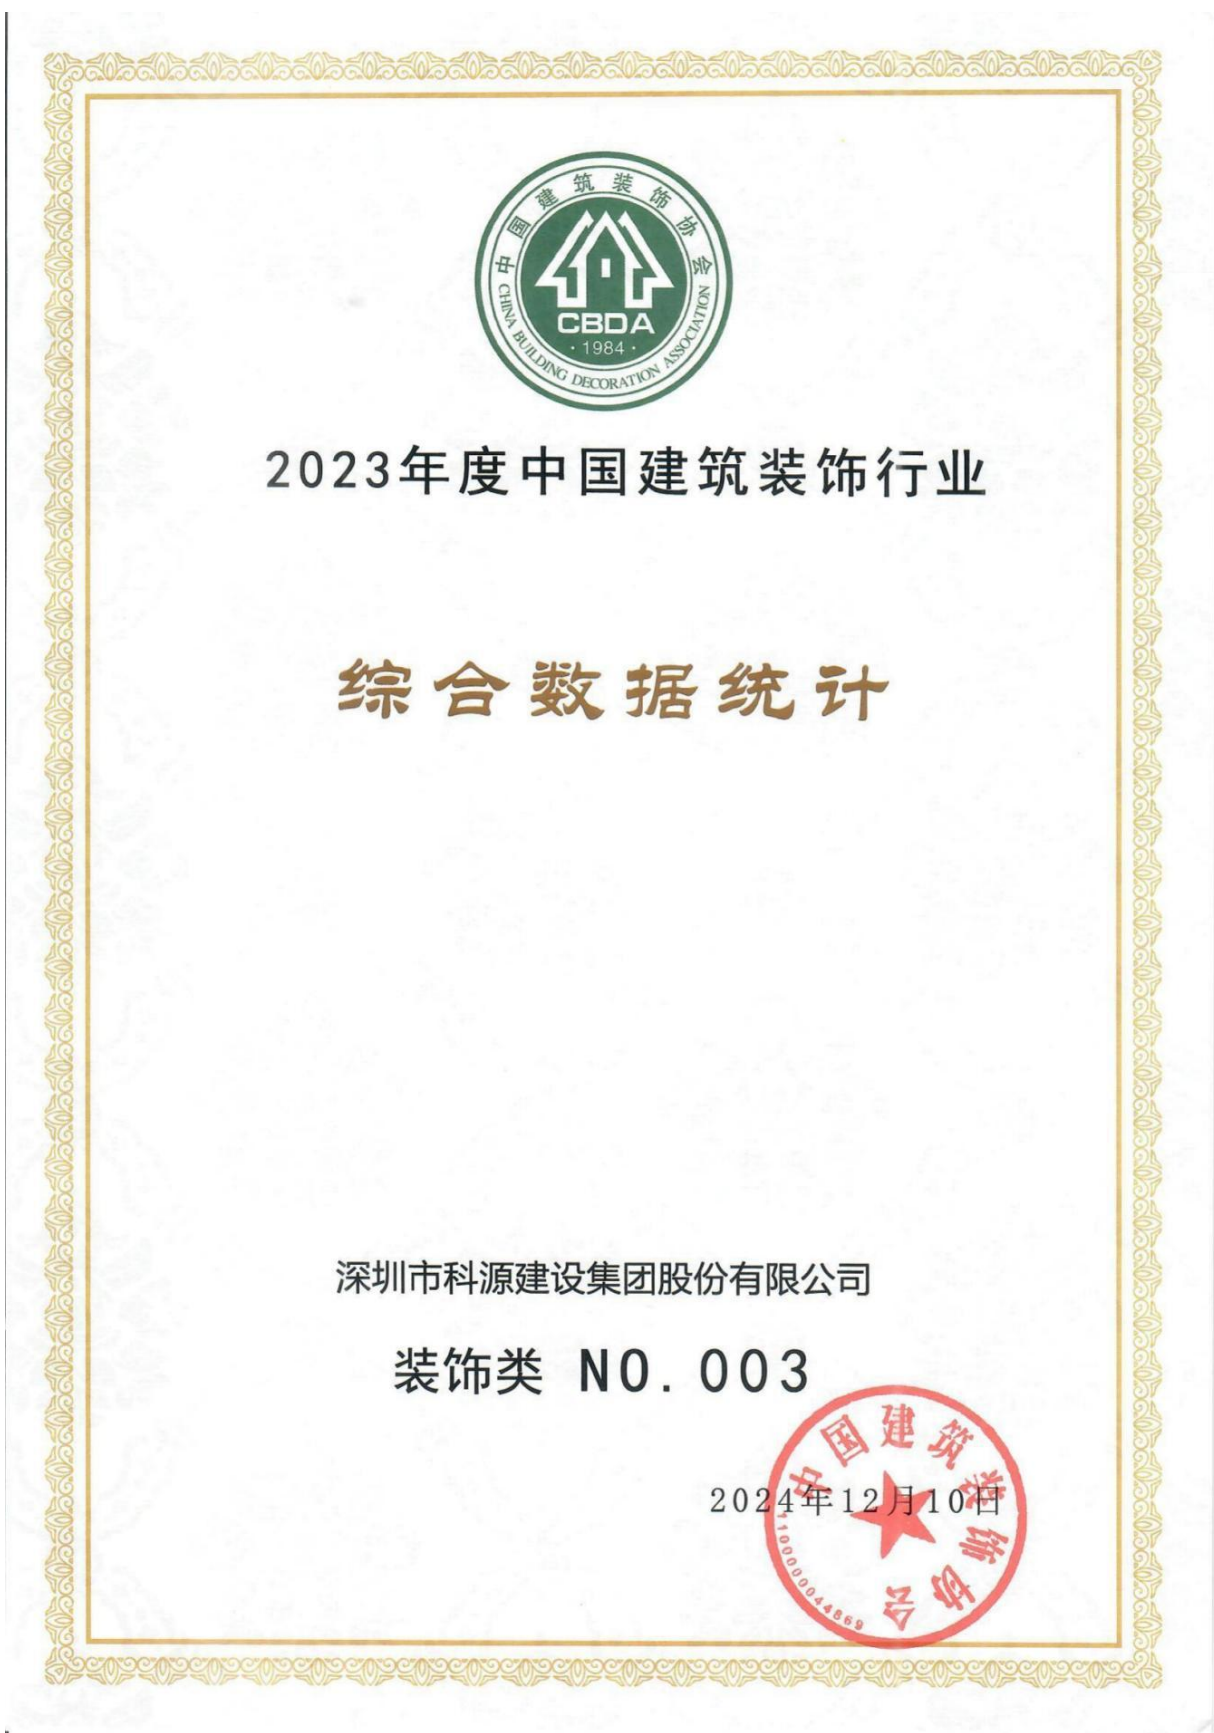 中国建筑装饰协会
CBDA
·1984·
CHINA BUILDING DECORATION ASSOCIATION
2023年度中国建筑装饰行业
综合数据统计
深圳市科源建设集团股份有限公司
装饰类 NO.003
2024年12月10日
中国建筑装饰协会
1100000044869